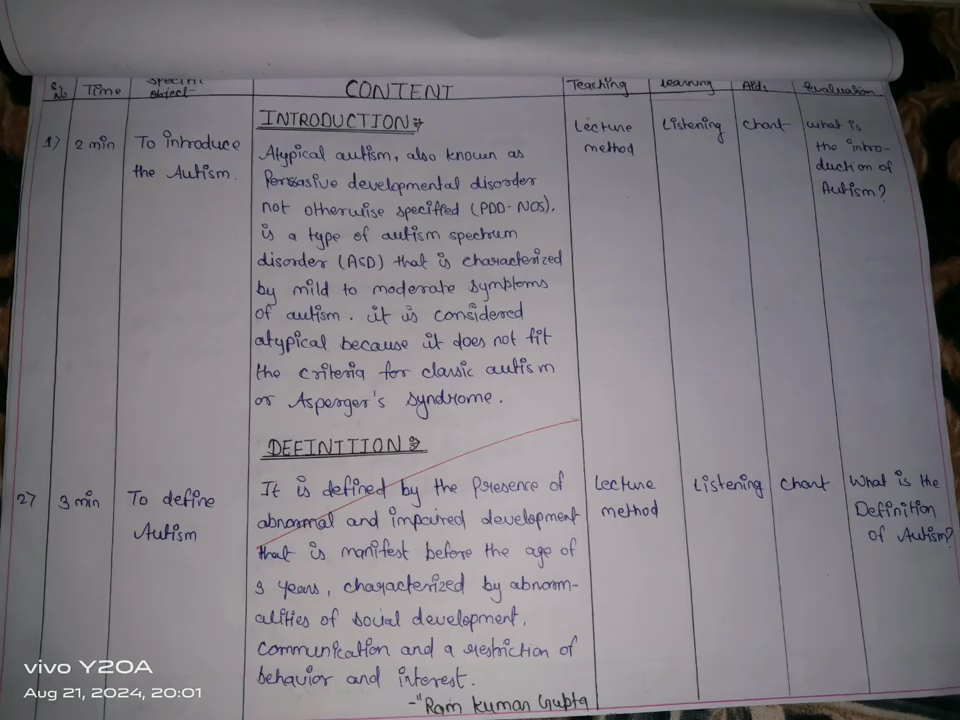 S.No Time Specific object- CONTENT Teaching Learning Aids Evaluation
INTRODUCTION:-
1) 2 min To introduce the Autism.
Atypical autism, also known as
Pervasive developmental disorder
not otherwise specified (PDD-NOS).
is a type of autism spectrum
disorder (ASD) that is characterized
by mild to moderate symptoms
of autism. it is considered
atypical because it does not fit
the criteria for classic autism
or Asperger's syndrome.
Lecture method
Listening
chart
what is
the intro-
duction of
Autism?
DEFINITION:-
2) 3 min To define Autism
It is defined by the presence of
abnormal and impaired development
that is manifest before the age of
3 years, characterized by abnorm-
alities of social development,
communication and a restriction of
behavior and interest.
-"Ram Kumar Gupta
Lecture method
Listening
chart
What is the
Definition
of Autism?
vivo Y20A
Aug 21, 2024, 20:01